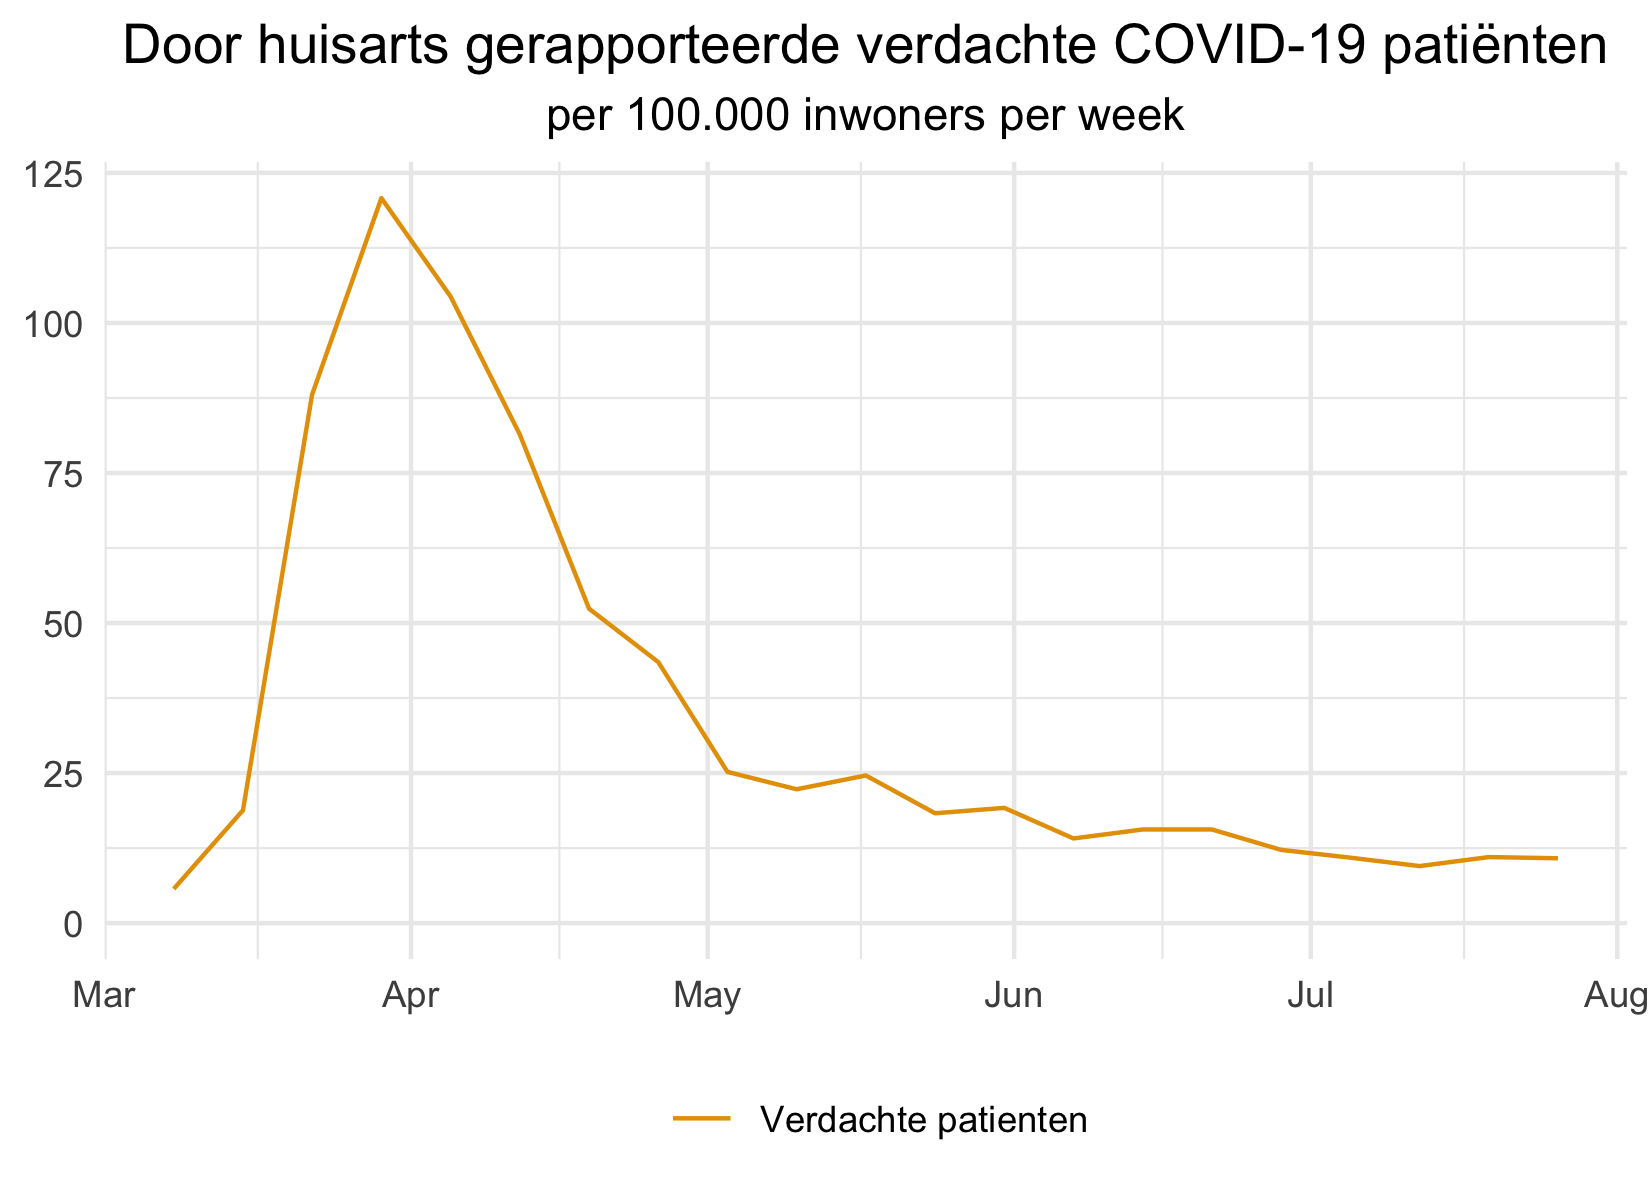 Door huisarts gerapporteerde verdachte COVID-19 patiënten
per 100.000 inwoners per week
125
100
75
50
25
0
Mar Apr May Jun Jul Aug
Verdachte patienten